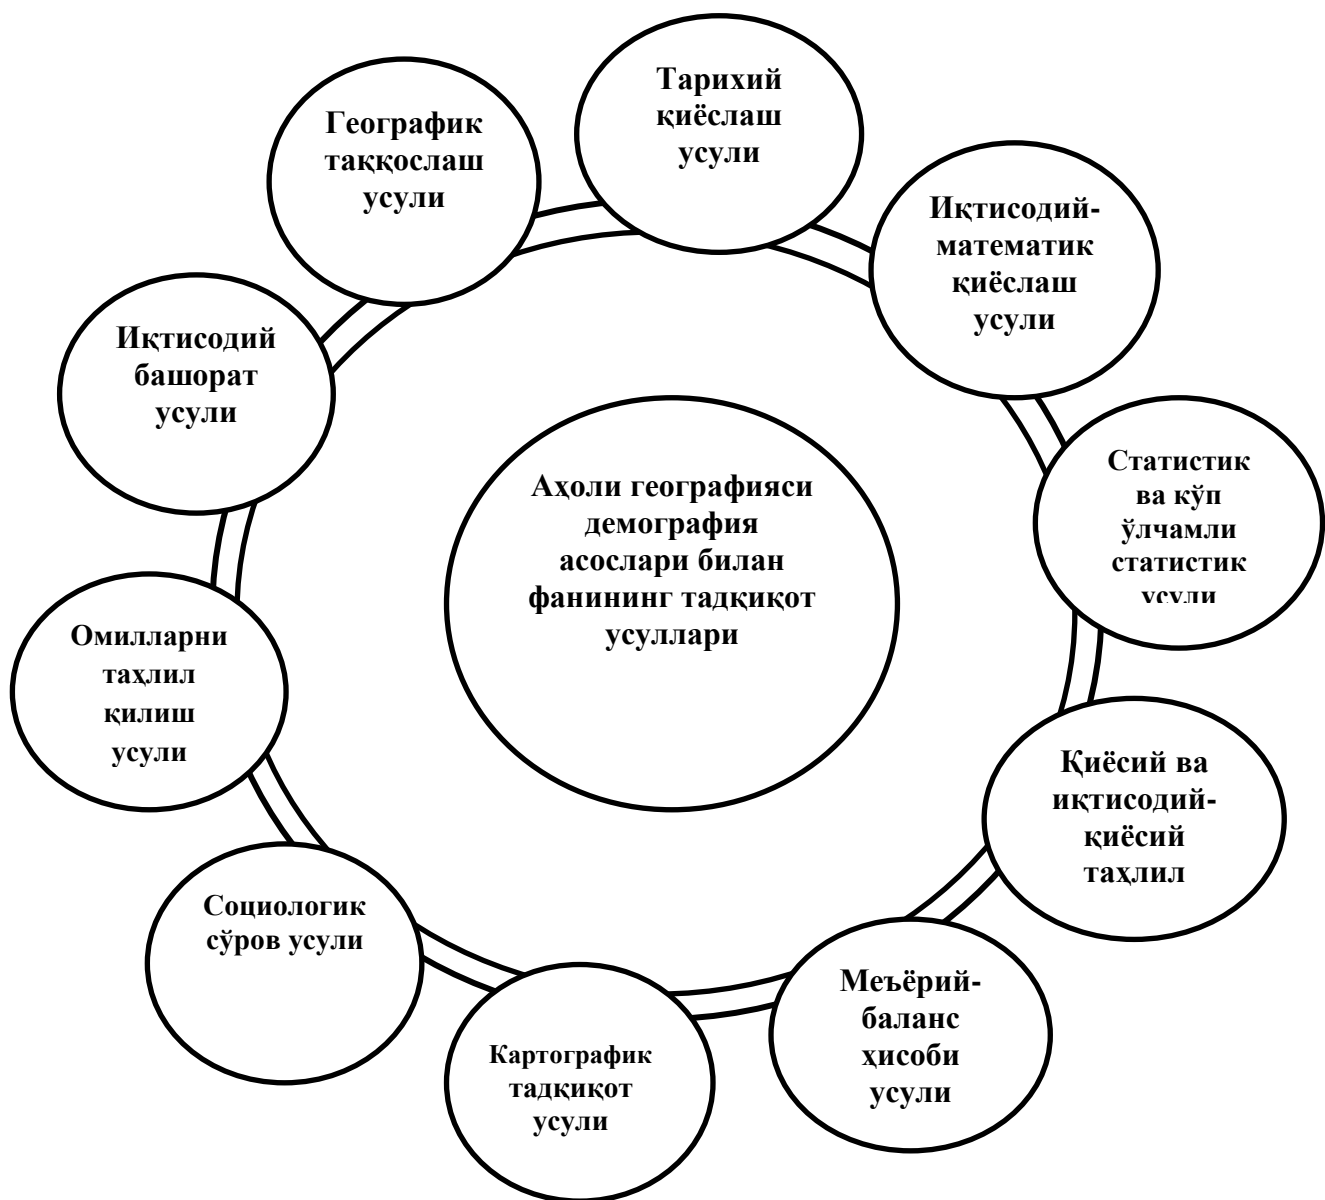 Тарихий
қиёслаш
усули
Географик
таққослаш
усули
Иқтисодий-
математик
қиёслаш
усули
Иқтисодий
башорат
усули
Статистик
ва кўп
ўлчамли
статистик
усули
Аҳоли географияси
демография
асослари билан
фанининг тадқиқот
усуллари
Омилларни
таҳлил
қилиш
усули
Қиёсий ва
иқтисодий-
қиёсий
таҳлил
Социологик
сўров усули
Меъёрий-
баланс
ҳисоби
усули
Картографик
тадқиқот
усули